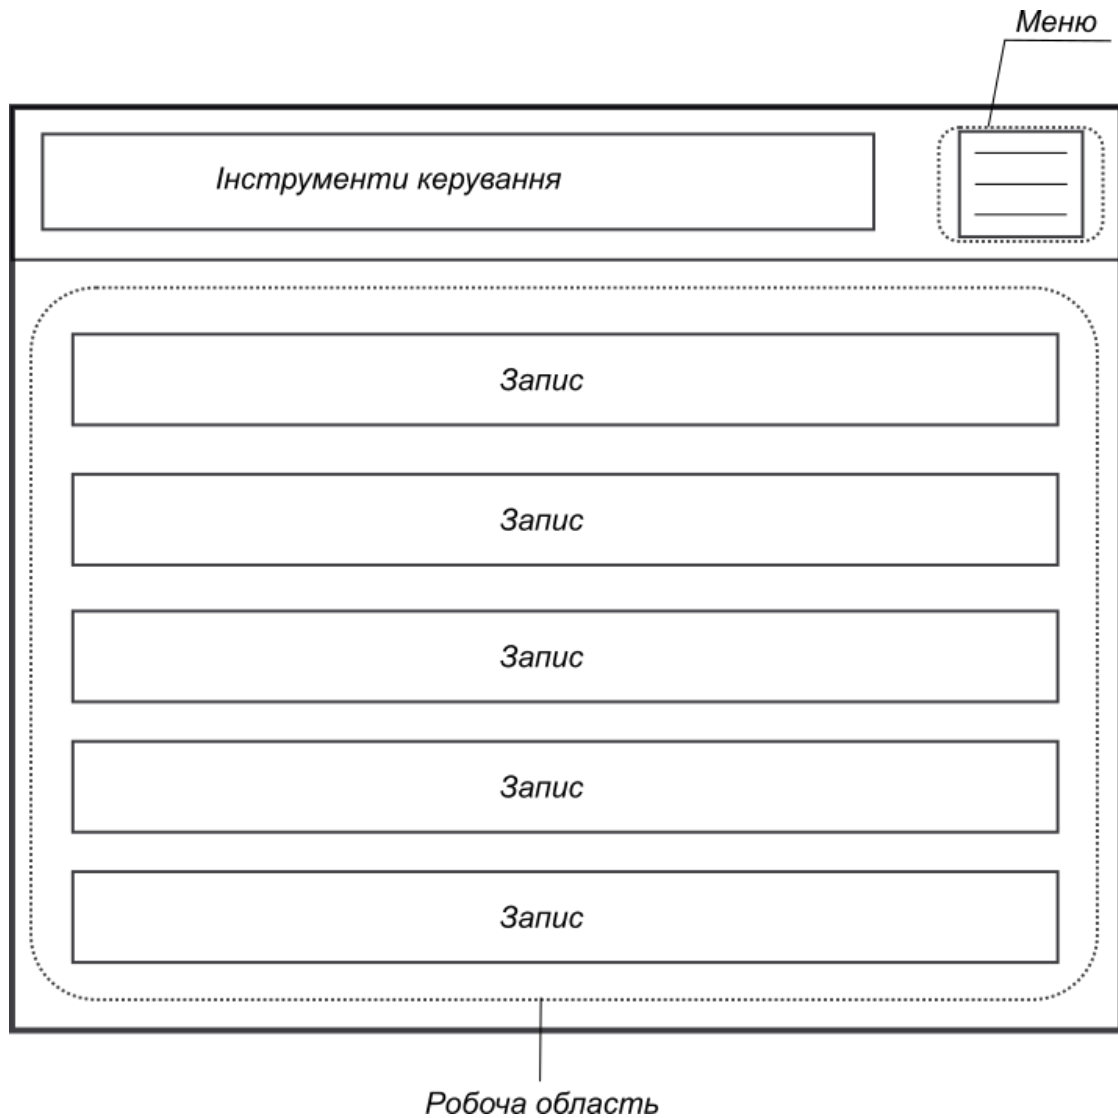 Меню
Інструменти керування
Запис
Запис
Запис
Запис
Запис
Робоча область